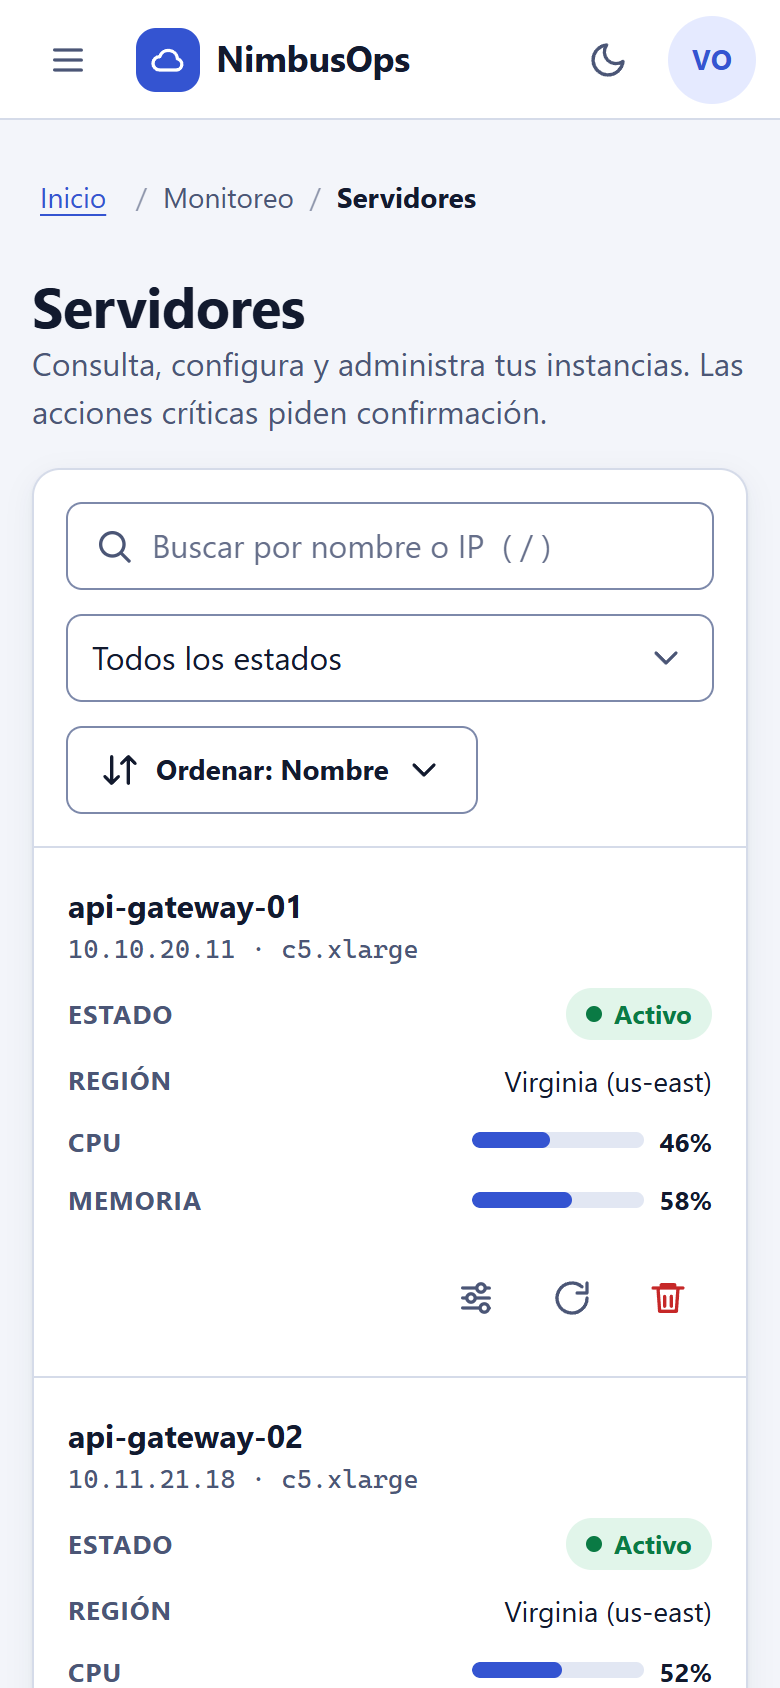 NimbusOps
VO
Inicio / Monitoreo / Servidores
Servidores
Consulta, configura y administra tus instancias. Las
acciones críticas piden confirmación.
Buscar por nombre o IP ( / )
Todos los estados
Ordenar: Nombre
api-gateway-01
10.10.20.11 · c5.xlarge
ESTADO Activo
REGIÓN Virginia (us-east)
CPU 46%
MEMORIA 58%
api-gateway-02
10.11.21.18 · c5.xlarge
ESTADO Activo
REGIÓN Virginia (us-east)
CPU 52%